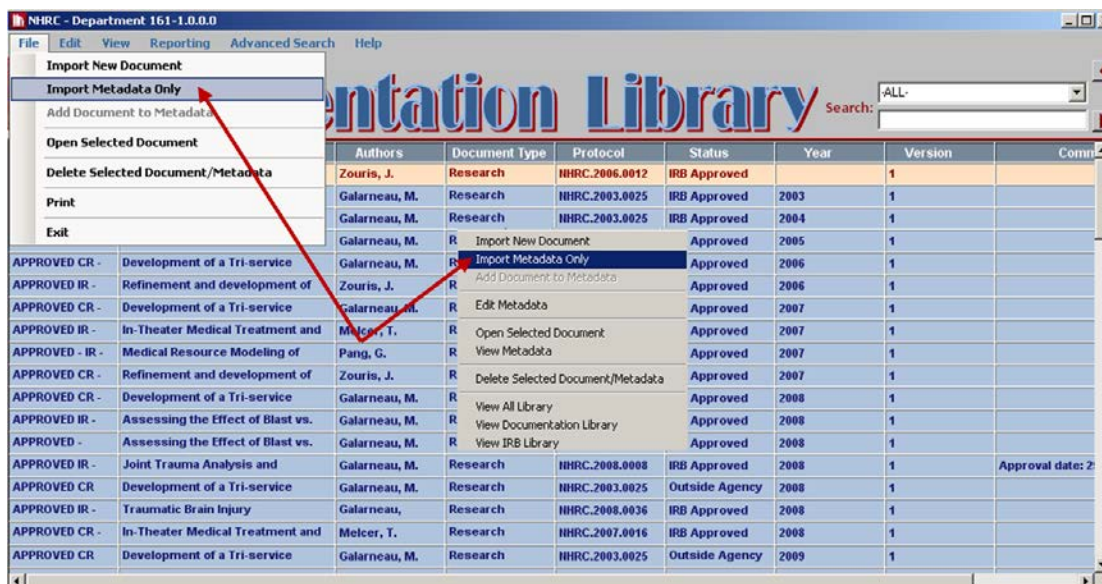 NHRC - Department 161-1.0.0.0
File Edit View Reporting Advanced Search Help
Import New Document
Import Metadata Only
Add Document to Metadata
Open Selected Document
Delete Selected Document/Metadata
Print
Exit
Library
Search:
-ALL-
Authors Document Type Protocol Status Year Version
Zouris, J. Research NHRC.2006.0012 IRB Approved 1
Galarneau, M. Research NHRC.2003.0025 IRB Approved 2003 1
Galarneau, M. Research NHRC.2003.0025 IRB Approved 2004 1
Galarneau, M. R Approved 2005 1
APPROVED CR - Development of a Tri-service Galarneau, M. R Approved 2006 1
APPROVED IR - Refinement and development of Zouris, J. R Approved 2006 1
APPROVED CR - Development of a Tri-service Galarneau, M. R Approved 2007 1
APPROVED IR - In-Theater Medical Treatment and Melcer, T. R Approved 2007 1
APPROVED - IR - Medical Resource Modeling of Pang, G. R Approved 2007 1
APPROVED CR - Refinement and development of Zouris, J. R Approved 2007 1
APPROVED CR - Development of a Tri-service Galarneau, M. R Approved 2008 1
APPROVED IR - Assessing the Effect of Blast vs. Galarneau, M. R Approved 2008 1
APPROVED - Assessing the Effect of Blast vs. Galarneau, M. R Approved 2008 1
APPROVED IR - Joint Trauma Analysis and Galarneau, M. Research NHRC.2008.0008 IRB Approved 2008 1 Approval date:
APPROVED CR Development of a Tri-service Galarneau, M. Research NHRC.2003.0025 Outside Agency 2008 1
APPROVED IR - Traumatic Brain Injury Galarneau, Research NHRC.2008.0036 IRB Approved 2008 1
APPROVED CR - In-Theater Medical Treatment and Melcer, T. Research NHRC.2007.0016 IRB Approved 2008 1
APPROVED CR Development of a Tri-service Galarneau, M. Research NHRC.2003.0025 Outside Agency 2009 1
Import New Document
Import Metadata Only
Add Document to Metadata
Edit Metadata
Open Selected Document
View Metadata
Delete Selected Document/Metadata
View All Library
View Documentation Library
View IRB Library